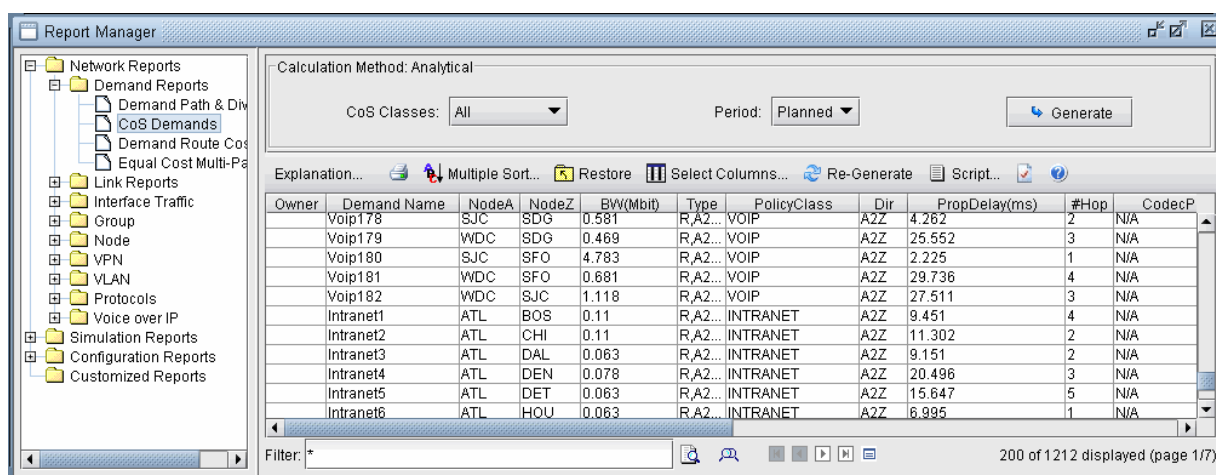 Report Manager
Network Reports
Demand Reports
Demand Path & Div
CoS Demands
Demand Route Cos
Equal Cost Multi-Pa
Link Reports
Interface Traffic
Group
Node
VPN
VLAN
Protocols
Voice over IP
Simulation Reports
Configuration Reports
Customized Reports
Calculation Method: Analytical
CoS Classes: All Period: Planned Generate
Explanation... Multiple Sort... Restore Select Columns... Re-Generate Script...
Owner Demand Name NodeA NodeZ BW(Mbit) Type PolicyClass Dir PropDelay(ms) #Hop CodecP
Voip178 SJC SDG 0.581 R,A2... VOIP A2Z 4.262 2 N/A
Voip179 WDC SDG 0.469 R,A2... VOIP A2Z 25.552 3 N/A
Voip180 SJC SFO 4.783 R,A2... VOIP A2Z 2.225 1 N/A
Voip181 WDC SFO 0.681 R,A2... VOIP A2Z 29.736 4 N/A
Voip182 WDC SJC 1.118 R,A2... VOIP A2Z 27.511 3 N/A
Intranet1 ATL BOS 0.11 R,A2... INTRANET A2Z 9.451 4 N/A
Intranet2 ATL CHI 0.11 R,A2... INTRANET A2Z 11.302 2 N/A
Intranet3 ATL DAL 0.063 R,A2... INTRANET A2Z 9.151 2 N/A
Intranet4 ATL DEN 0.078 R,A2... INTRANET A2Z 20.496 3 N/A
Intranet5 ATL DET 0.063 R,A2... INTRANET A2Z 15.647 5 N/A
Intranet6 ATL HOU 0.063 R,A2... INTRANET A2Z 6.995 1 N/A
Filter: * 200 of 1212 displayed (page 1/7)